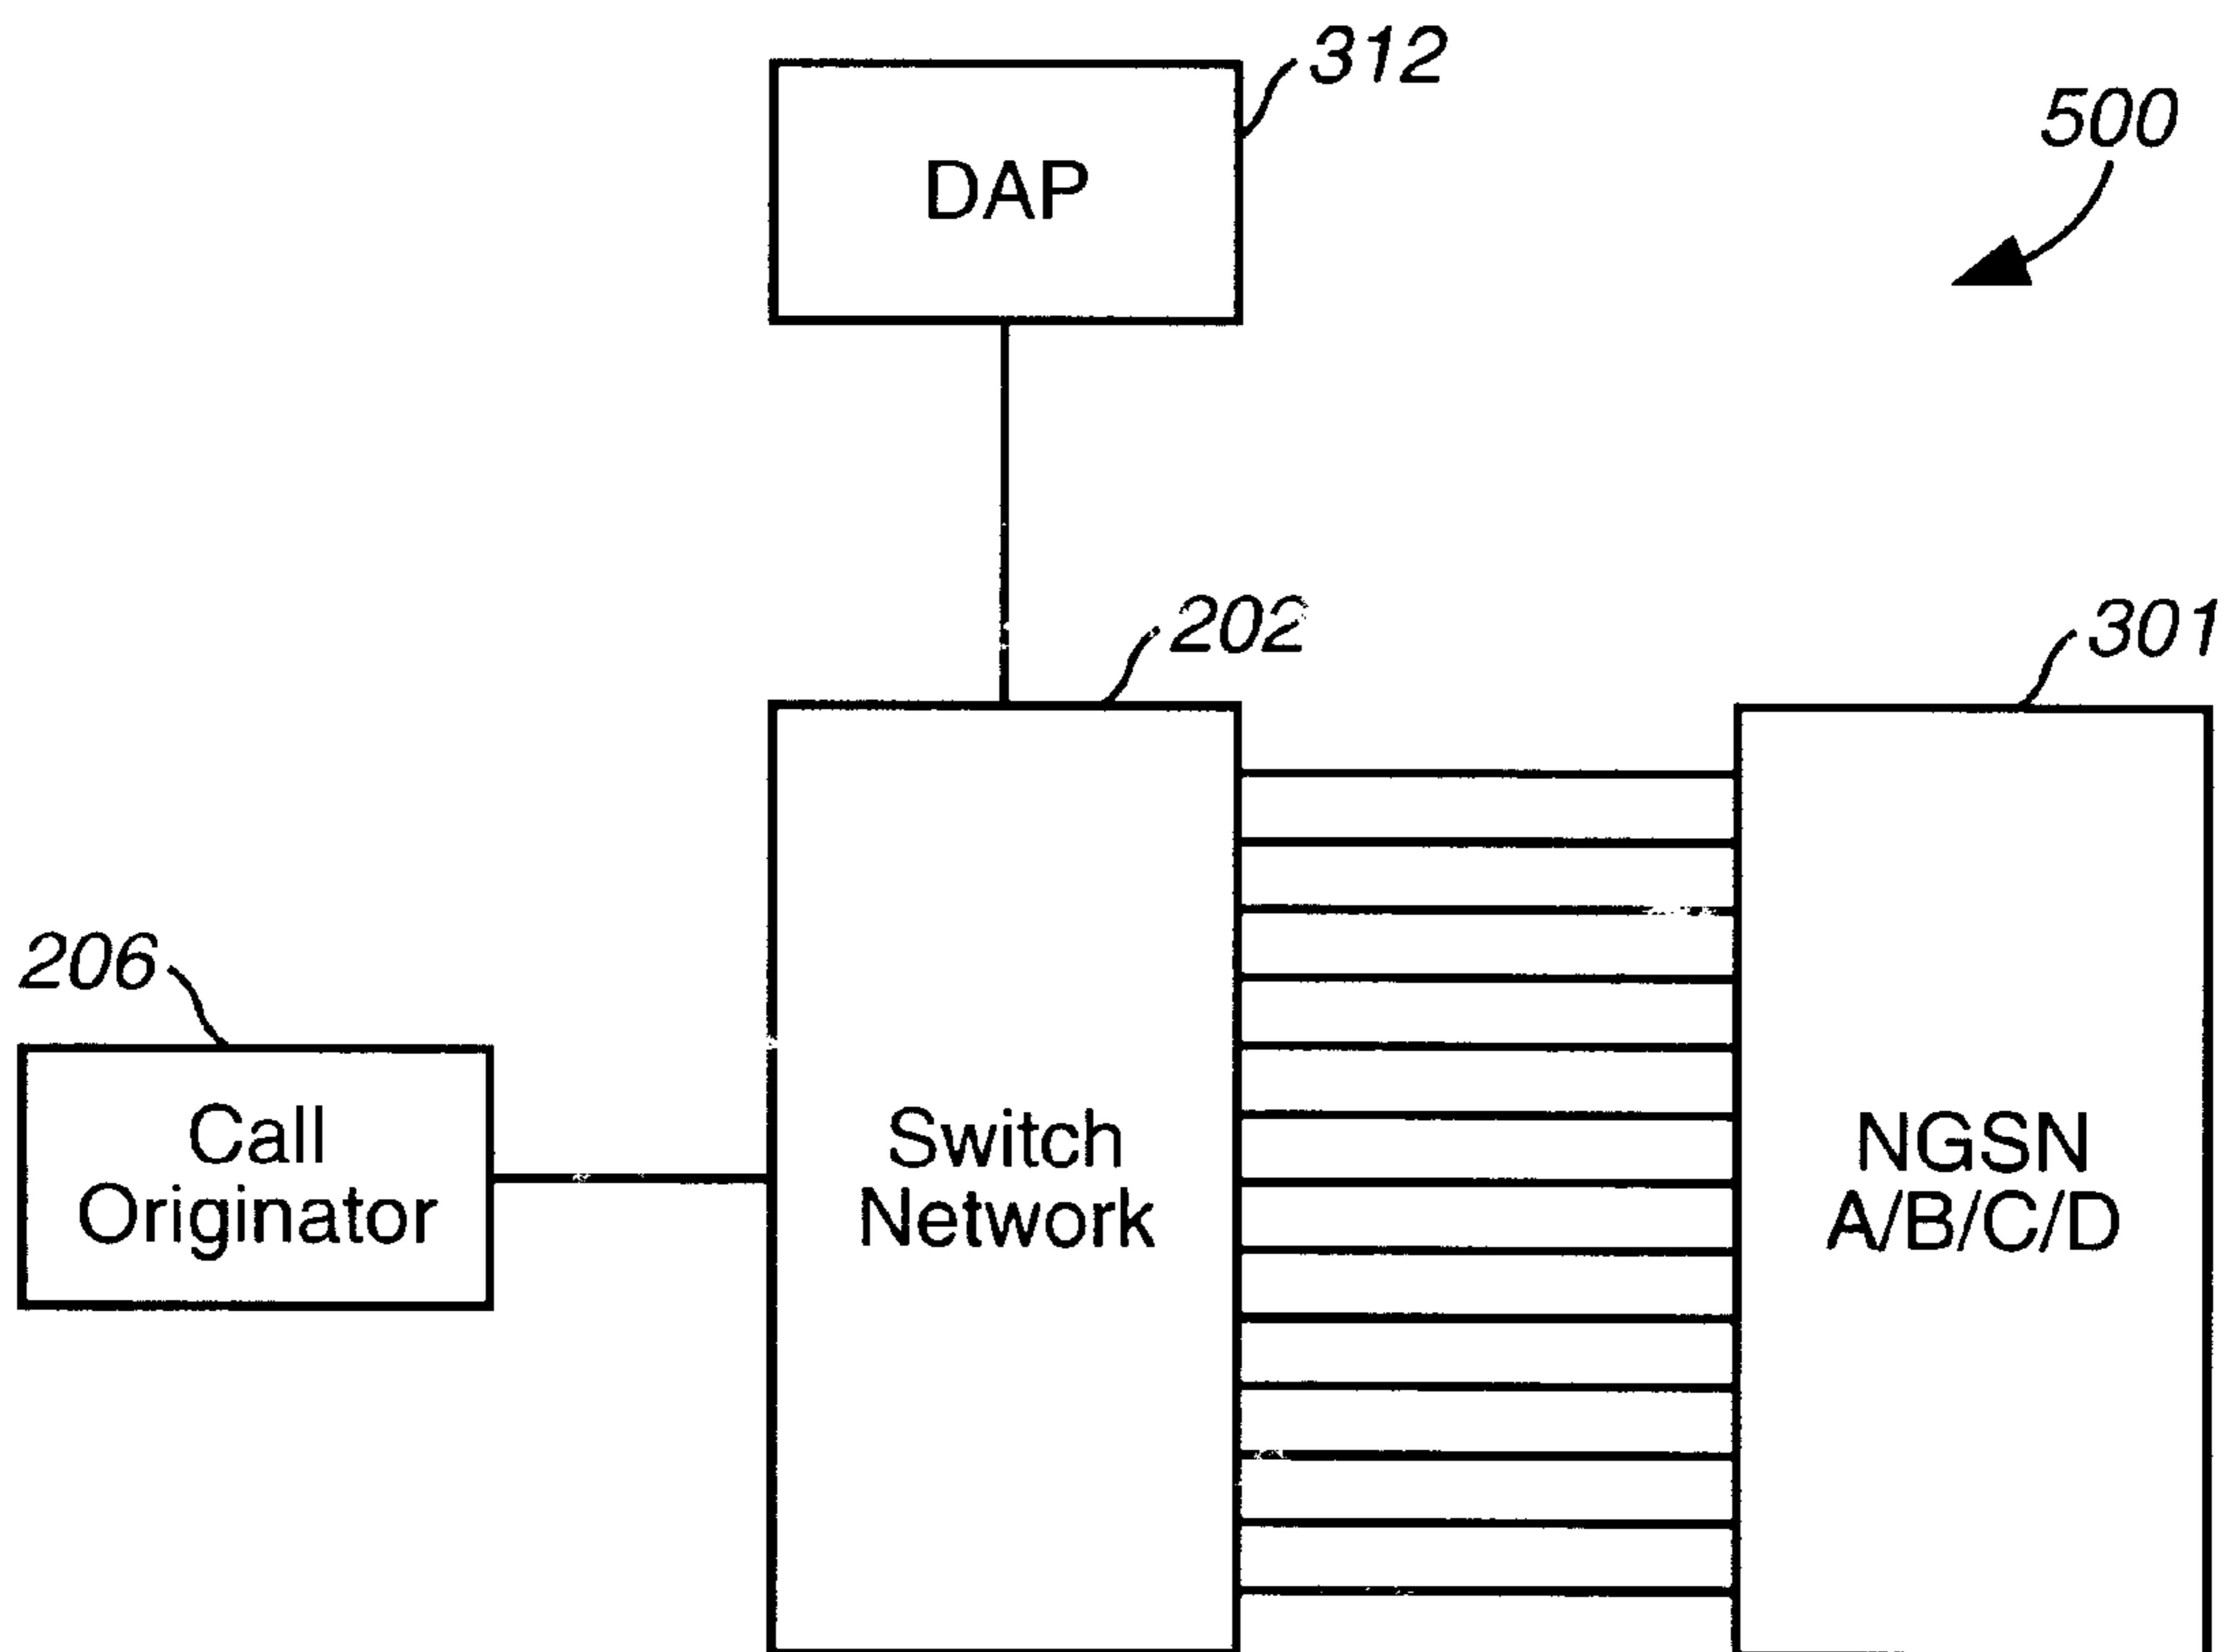 312
DAP
500
202
301
206
Call
Originator
Switch
Network
NGSN
A/B/C/D